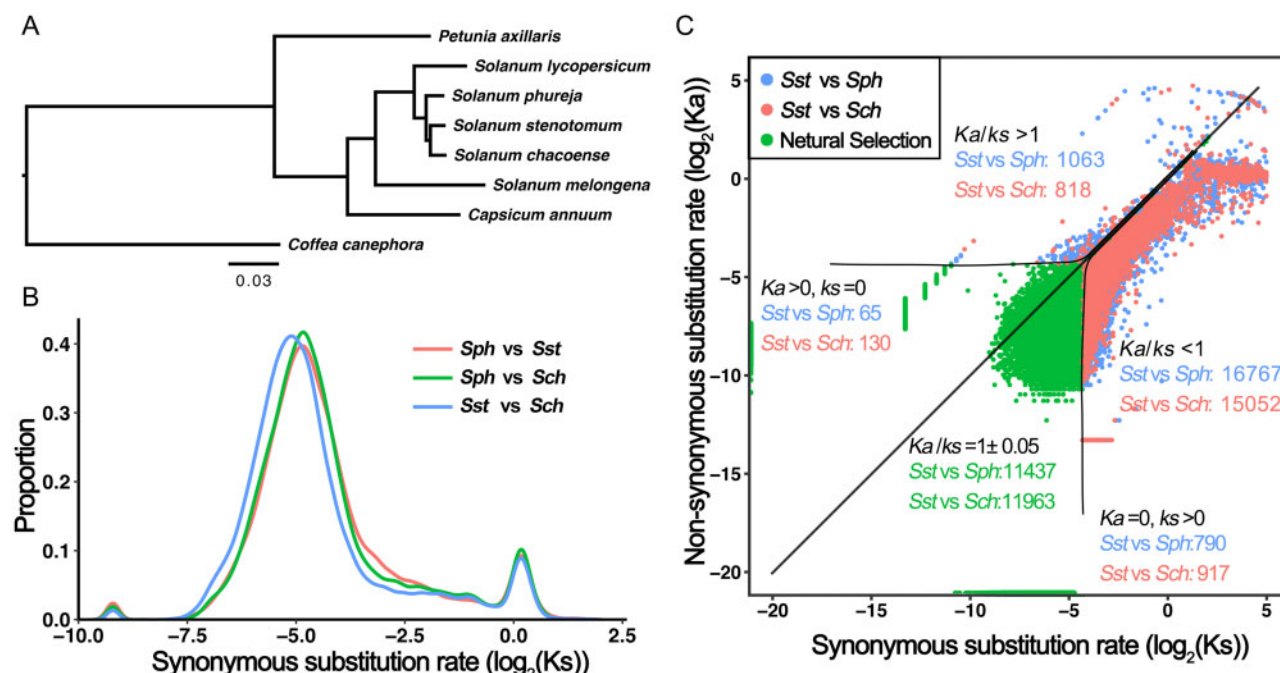 A
Petunia axillaris
Solanum lycopersicum
Solanum phureja
Solanum stenotomum
Solanum chacoense
Solanum melongena
Capsicum annuum
Coffea canephora
0.03
B
Proportion
0.4
0.3
0.2
0.1
0.0
Sph vs Sst
Sph vs Sch
Sst vs Sch
-10.0 -7.5 -5.0 -2.5 0.0 2.5
Synonymous substitution rate (log2(Ks))
C
Non-synonymous substitution rate (log2(Ka))
5
0
−5
−10
−15
−20
Sst vs Sph
Sst vs Sch
Netural Selection
Ka/ks >1
Sst vs Sph: 1063
Sst vs Sch: 818
Ka >0, ks=0
Sst vs Sph: 65
Sst vs Sch: 130
Ka/ks <1
Sst vs Sph: 16767
Sst vs Sch: 15052
Ka/ks=1± 0.05
Sst vs Sph:11437
Sst vs Sch:11963
Ka=0, ks>0
Sst vs Sph:790
Sst vs Sch: 917
−20 −15 −10 −5 0 5
Synonymous substitution rate (log2(Ks))